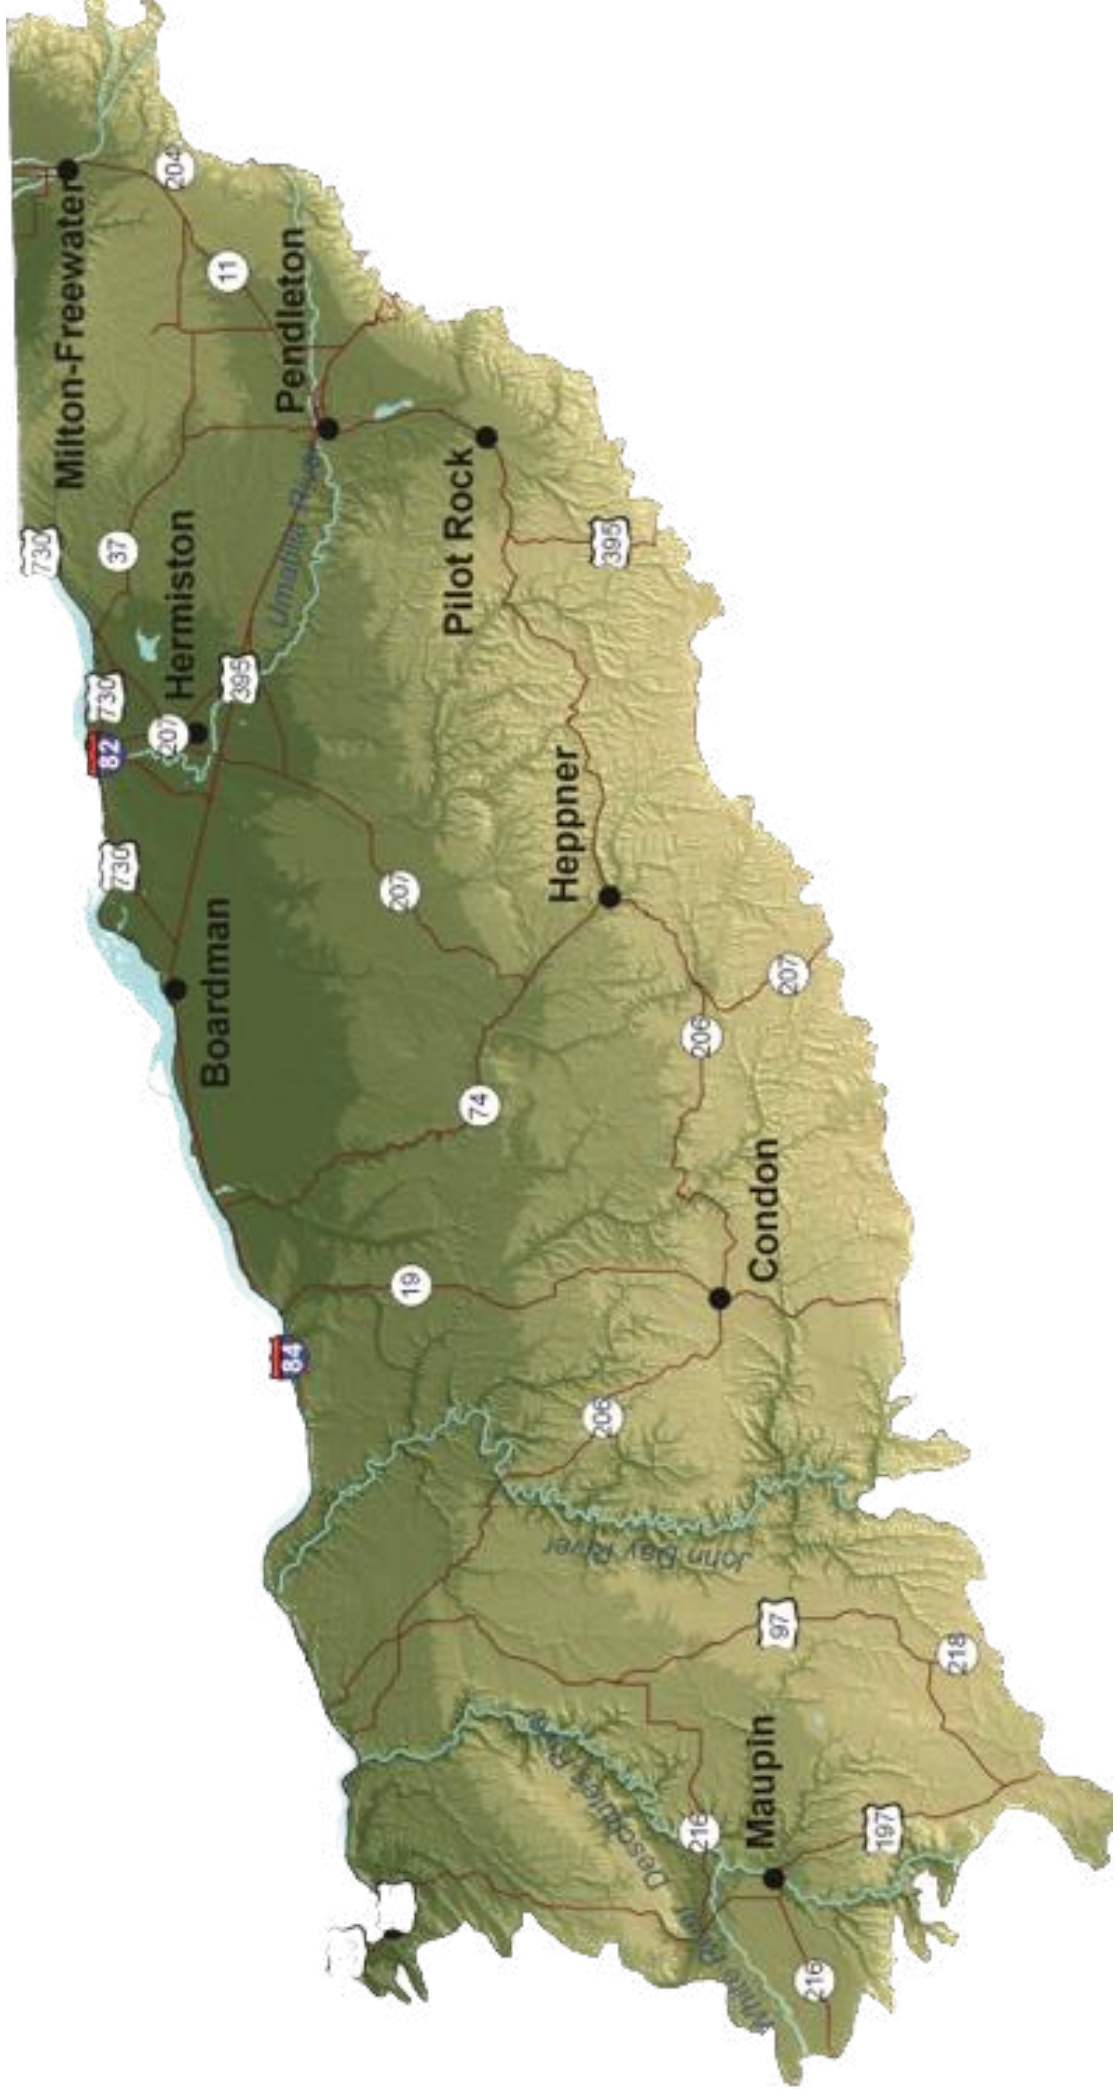 730
Milton-Freewater
730
82
37
730
207
204
Hermiston
Boardman
11
395
84
Pendleton
Umatilla River
207
19
Pilot Rock
74
Heppner
Deschutes River
206
395
John Day River
216
206
White River
Maupin
Condon
97
207
216
197
218